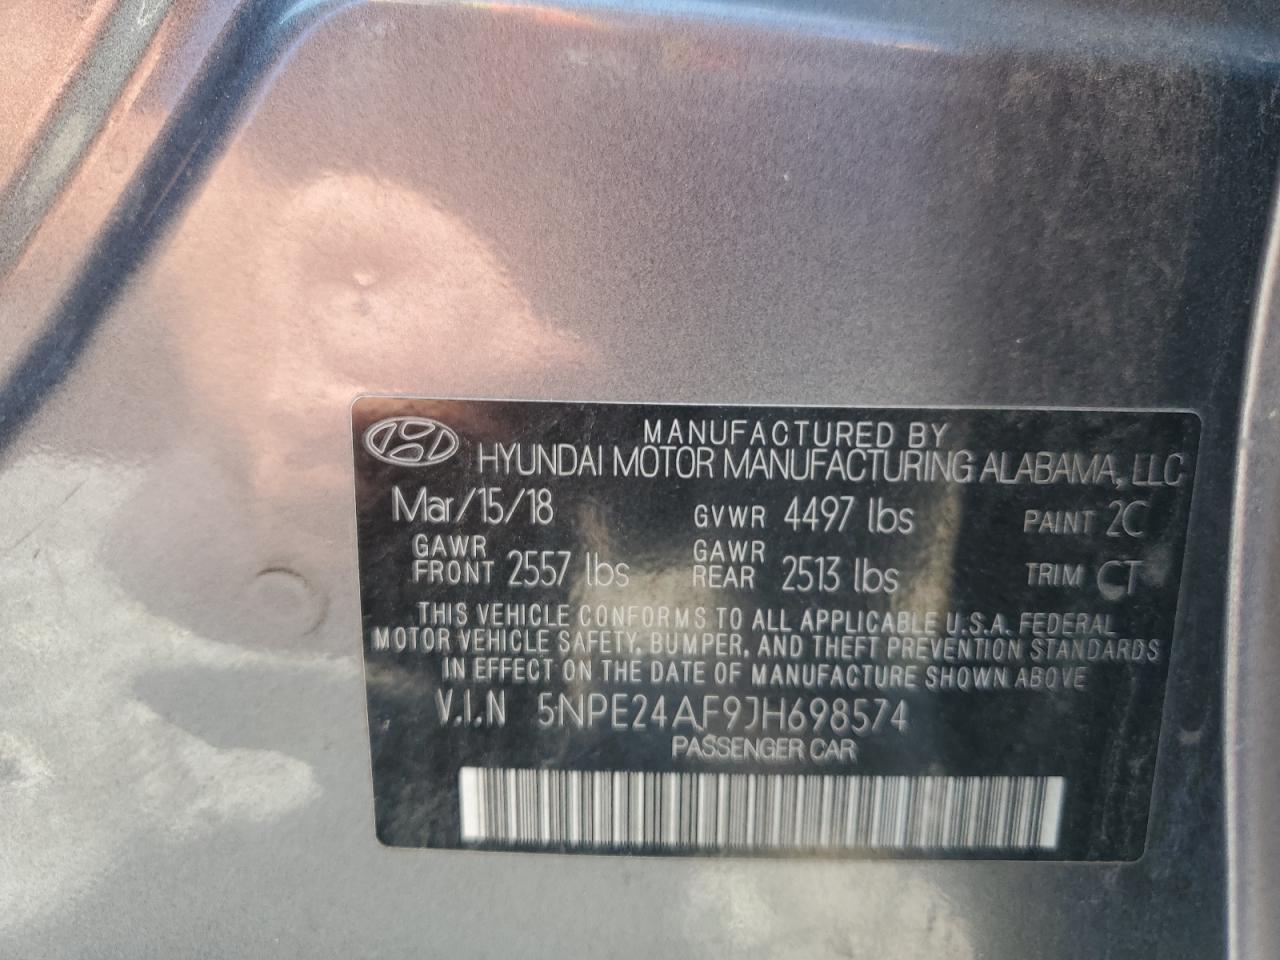 MANUFACTURED BY
HYUNDAI MOTOR MANUFACTURING ALABAMA, LLC
Mar/15/18 GVWR 4497 lbs PAINT 2C
GAWR FRONT 2557 lbs GAWR REAR 2513 lbs TRIM CT
THIS VEHICLE CONFORMS TO ALL APPLICABLE U.S.A. FEDERAL
MOTOR VEHICLE SAFETY, BUMPER, AND THEFT PREVENTION STANDARDS
IN EFFECT ON THE DATE OF MANUFACTURE SHOWN ABOVE
V.I.N 5NPE24AF9JH698574
PASSENGER CAR